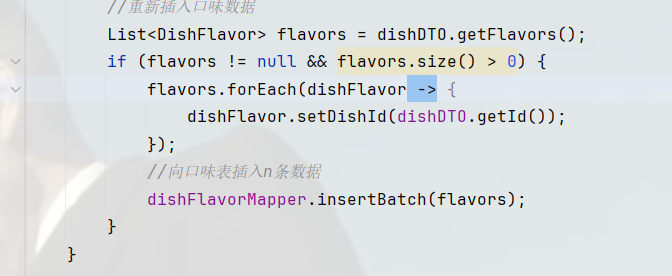 //重新插入口味数据
List<DishFlavor> flavors = dishDTO.getFlavors();
if (flavors != null && flavors.size() > 0) {
flavors.forEach(dishFlavor -> {
dishFlavor.setDishId(dishDTO.getId());
});
//向口味表插入n条数据
dishFlavorMapper.insertBatch(flavors);
}
}